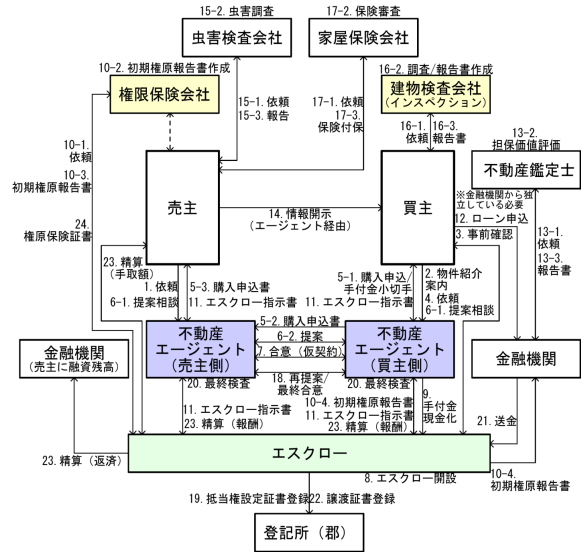 15-2. 虫害調査
17-2. 保険審査
虫害検査会社
家屋保険会社
10-2. 初期権原報告書作成
16-2. 調査/報告書作成
権限保険会社
建物検査会社
(インスペクション)
13-2.
担保価値評価
不動産鑑定士
15-1. 依頼
15-3. 報告
17-1. 依頼
17-3.
保険付保
16-1.
依頼
16-3.
報告書
10-1.
依頼
10-3.
初期権原報告書
24.
権原保険証書
売主
買主
14. 情報開示
(エージェント経由)
※金融機関から独
立している必要
12. ローン申込
3. 事前確認
13-1.
依頼
13-3.
報告書
23. 精算
(手取額)
1. 依頼
6-1. 提案相談
5-3. 購入申込書
11. エスクロー指示書
5-1. 購入申込/
手付金小切手
11. エスクロー指示書
2. 物件紹介
案内
4. 依頼
6-1. 提案相談
5-2. 購入申込書
6-2. 提案
7. 合意(仮契約)
18. 再提案/
最終合意
不動産
エージェント
(売主側)
不動産
エージェント
(買主側)
金融機関
(売主に融資残高)
金融機関
20. 最終検査
20. 最終検査
11. エスクロー指示書
23. 精算(報酬)
10-4. 初期権原報告書
11. エスクロー指示書
23. 精算(報酬)
9.
手付金
現金化
21. 送金
エスクロー
23. 精算(返済)
8. エスクロー開設
10-4.
初期権原報告書
19. 抵当権設定証書登録
22. 譲渡証書登録
登記所(郡)